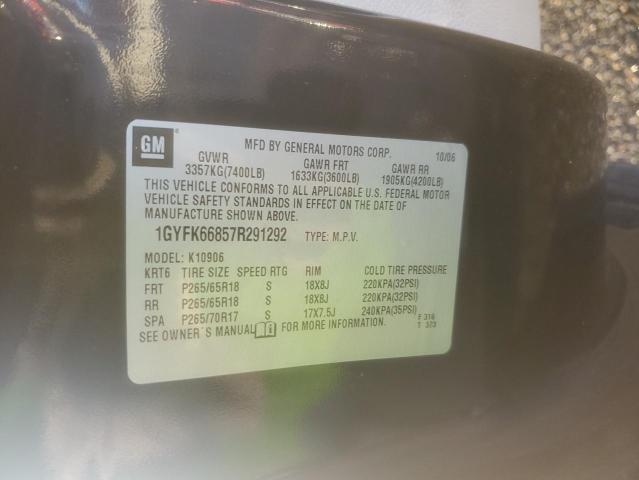 GM
MFD BY GENERAL MOTORS CORP. 10/06
GVWR GAWR FRT GAWR RR
3357KG(7400LB) 1633KG(3600LB) 1905KG(4200LB)
THIS VEHICLE CONFORMS TO ALL APPLICABLE U.S. FEDERAL MOTOR
VEHICLE SAFETY STANDARDS IN EFFECT ON THE DATE OF
MANUFACTURE SHOWN ABOVE.
1GYFK66857R291292 TYPE: M.P.V.
MODEL: K10906
KRT6 TIRE SIZE SPEED RTG RIM COLD TIRE PRESSURE
FRT P265/65R18 S 18X8J 220KPA(32PSI)
RR P265/65R18 S 18X8J 220KPA(32PSI)
SPA P265/70R17 S 17X7.5J 240KPA(35PSI)
F 316
T 373
SEE OWNER'S MANUAL FOR MORE INFORMATION.